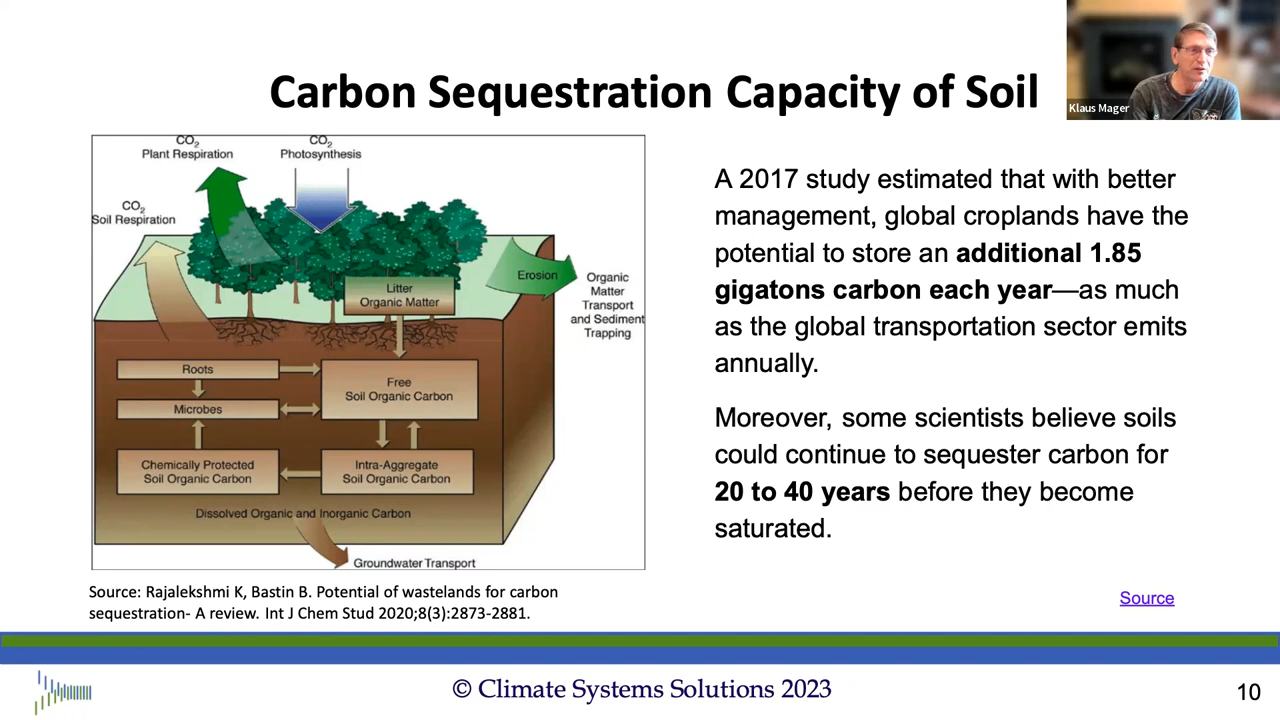 Carbon Sequestration Capacity of Soil
Klaus Mager
CO2
Plant Respiration
CO2
Photosynthesis
CO2
Soil Respiration
Litter
Organic Matter
Erosion
Organic
Matter
Transport
and Sediment
Trapping
Roots
Free
Soil Organic Carbon
Microbes
Chemically Protected
Soil Organic Carbon
Intra-Aggregate
Soil Organic Carbon
Dissolved Organic and Inorganic Carbon
Groundwater Transport
Source: Rajalekshmi K, Bastin B. Potential of wastelands for carbon
sequestration- A review. Int J Chem Stud 2020;8(3):2873-2881.
A 2017 study estimated that with better
management, global croplands have the
potential to store an additional 1.85
gigatons carbon each year—as much
as the global transportation sector emits
annually.
Moreover, some scientists believe soils
could continue to sequester carbon for
20 to 40 years before they become
saturated.
Source
© Climate Systems Solutions 2023
10